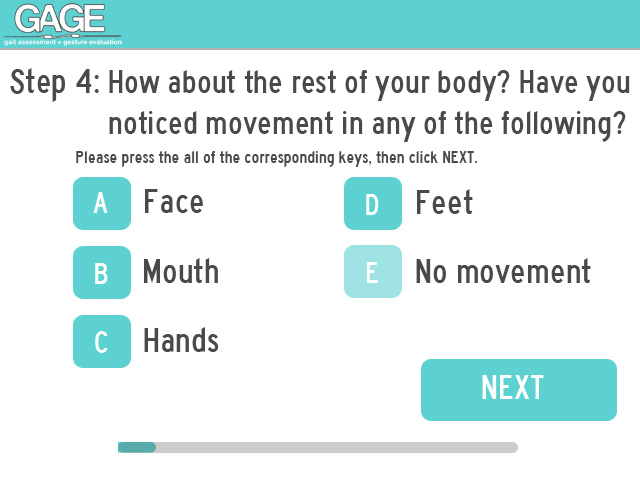 GAGE
gait assessment + gesture evaluation
Step 4: How about the rest of your body? Have you
noticed movement in any of the following?
Please press the all of the corresponding keys, then click NEXT.
A Face
B Mouth
C Hands
D Feet
E No movement
NEXT